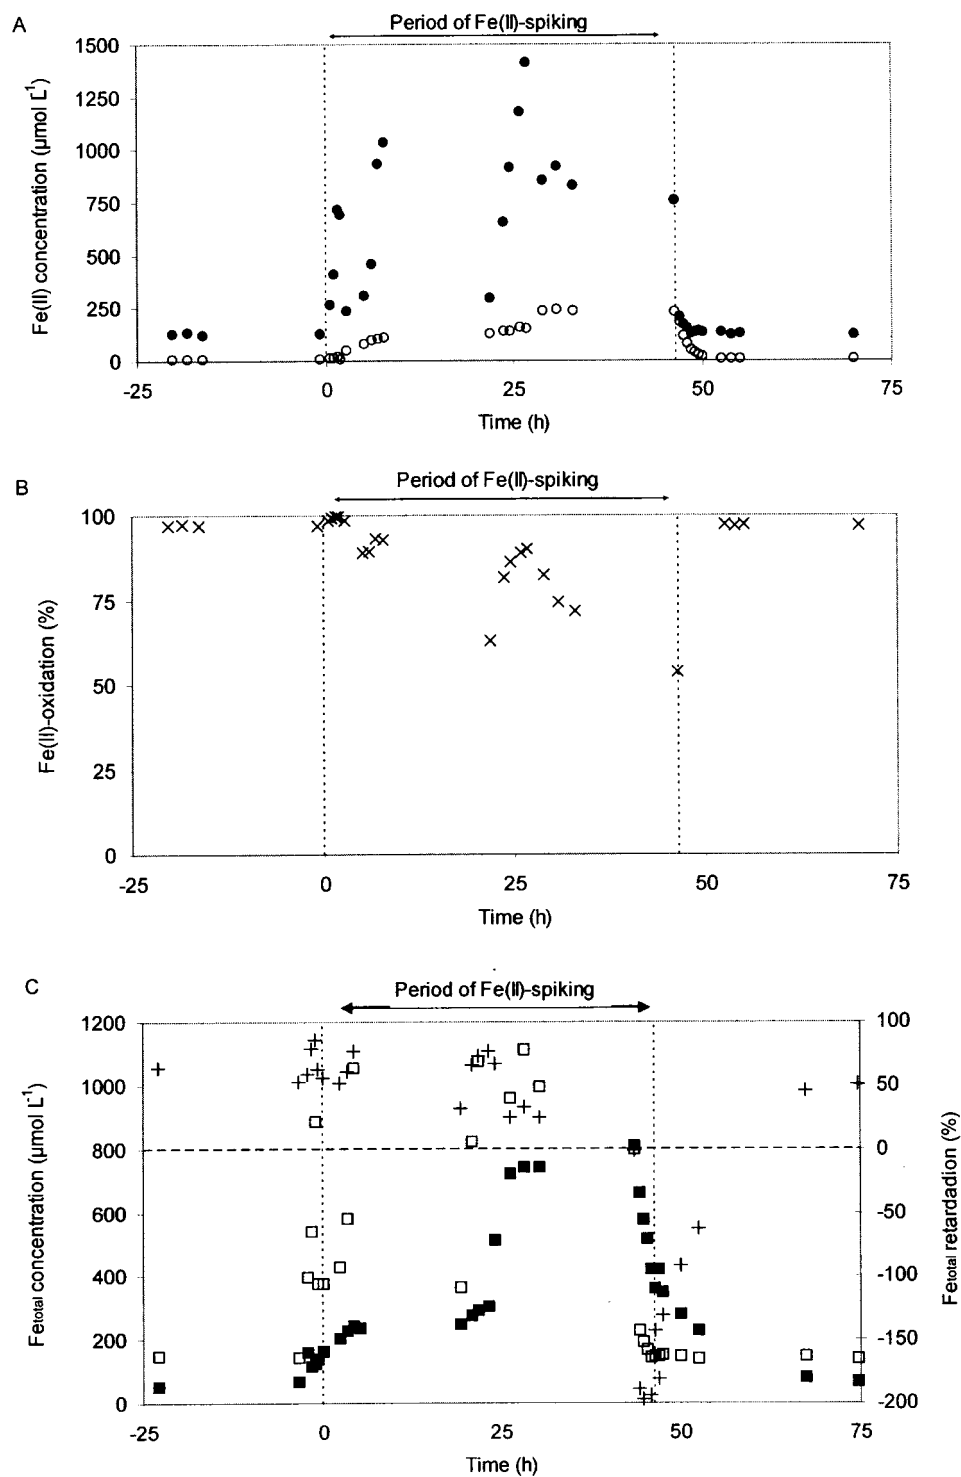 A
Period of Fe(II)-spiking
1500
1250
1000
750
500
250
0
Fe(II) concentration (µmol L⁻¹)
-25 0 25 50 75
Time (h)
B
Period of Fe(II)-spiking
100
75
50
25
0
Fe(II)-oxidation (%)
-25 0 25 50 75
Time (h)
C
Period of Fe(II)-spiking
1200
1000
800
600
400
200
0
Fetotal concentration (µmol L⁻¹)
100
50
0
-50
-100
-150
-200
Fetotal retardadion (%)
-25 0 25 50 75
Time (h)